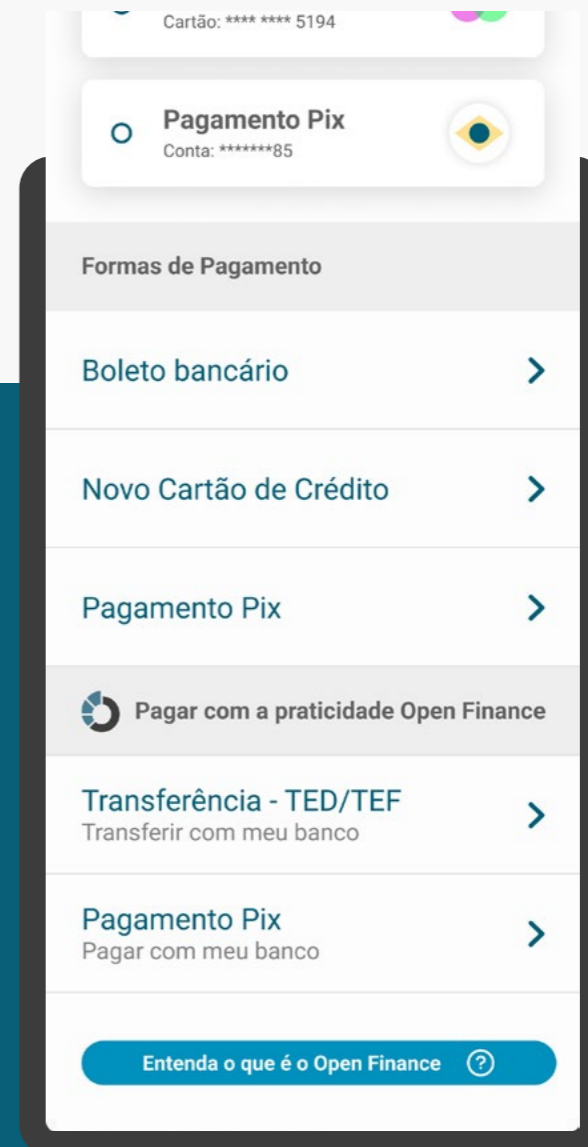 Cartão: **** **** 5194
Pagamento Pix
Conta: *******85
Formas de Pagamento
Boleto bancário
Novo Cartão de Crédito
Pagamento Pix
Pagar com a praticidade Open Finance
Transferência - TED/TEF
Transferir com meu banco
Pagamento Pix
Pagar com meu banco
Entenda o que é o Open Finance ?